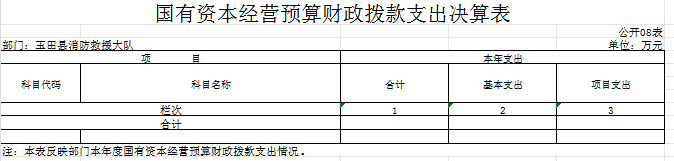 国有资本经营预算财政拨款支出决算表
公开08表
部门：玉田县消防救援大队 单位：万元
项 目 本年支出
科目代码 科目名称 合计 基本支出 项目支出
栏次 1 2 3
合计
注：本表反映部门本年度国有资本经营预算财政拨款支出情况。